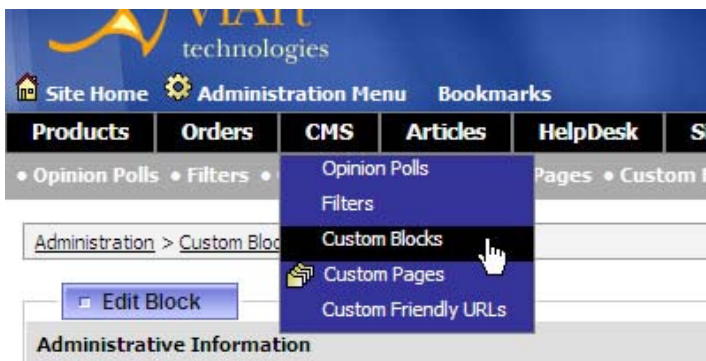 ViArt
technologies
Site Home Administration Menu Bookmarks
Products Orders CMS Articles HelpDesk
• Opinion Polls • Filters • Pages • Custom
Opinion Polls
Filters
Custom Blocks
Custom Pages
Custom Friendly URLs
Administration > Custom Bloc
Edit Block
Administrative Information